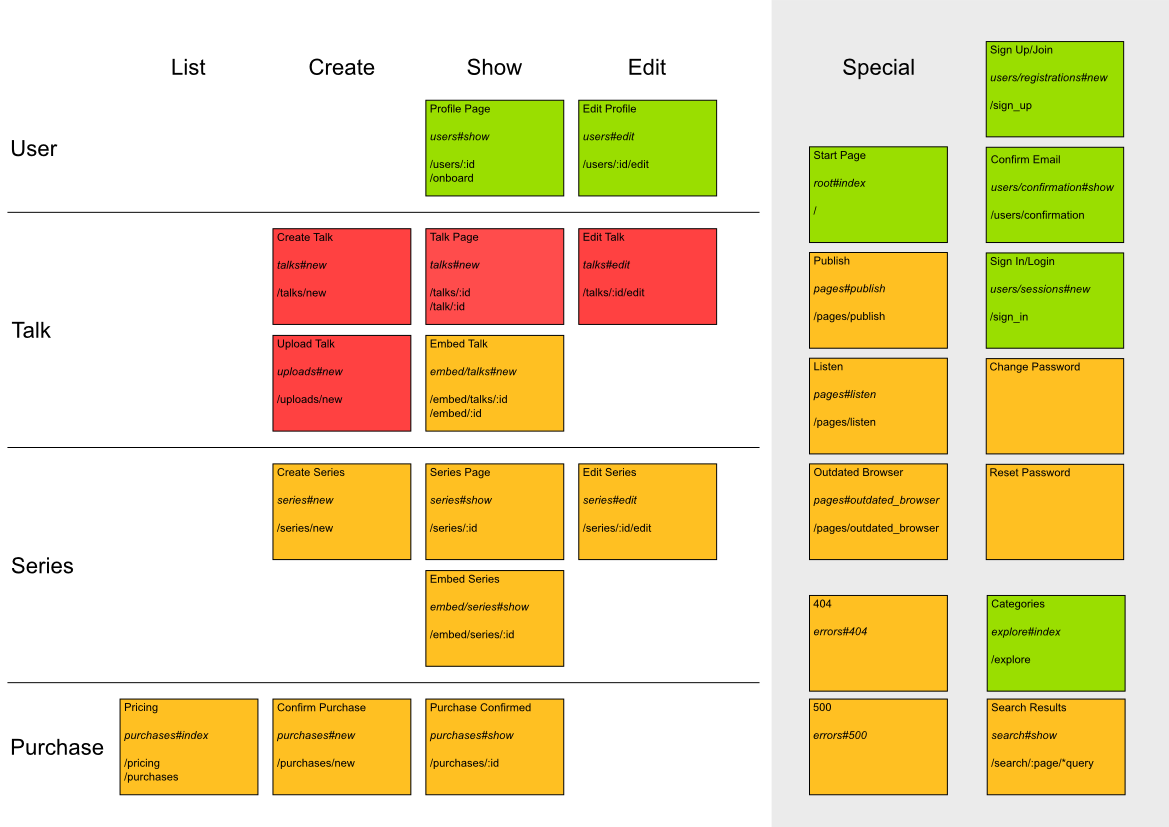 List
Create
Show
Edit
Special
User
Profile Page
users#show
/users/:id
/onboard
Edit Profile
users#edit
/users/:id/edit
Talk
Create Talk
talks#new
/talks/new
Talk Page
talks#new
/talks/:id
/talk/:id
Edit Talk
talks#edit
/talks/:id/edit
Upload Talk
uploads#new
/uploads/new
Embed Talk
embed/talks#new
/embed/talks/:id
/embed/:id
Series
Create Series
series#new
/series/new
Series Page
series#show
/series/:id
Edit Series
series#edit
/series/:id/edit
Embed Series
embed/series#show
/embed/series/:id
Purchase
Pricing
purchases#index
/pricing
/purchases
Confirm Purchase
purchases#new
/purchases/new
Purchase Confirmed
purchases#show
/purchases/:id
Start Page
root#index
/
Publish
pages#publish
/pages/publish
Listen
pages#listen
/pages/listen
Outdated Browser
pages#outdated_browser
/pages/outdated_browser
404
errors#404
500
errors#500
Sign Up/Join
users/registrations#new
/sign_up
Confirm Email
users/confirmation#show
/users/confirmation
Sign In/Login
users/sessions#new
/sign_in
Change Password
Reset Password
Categories
explore#index
/explore
Search Results
search#show
/search/:page/*query